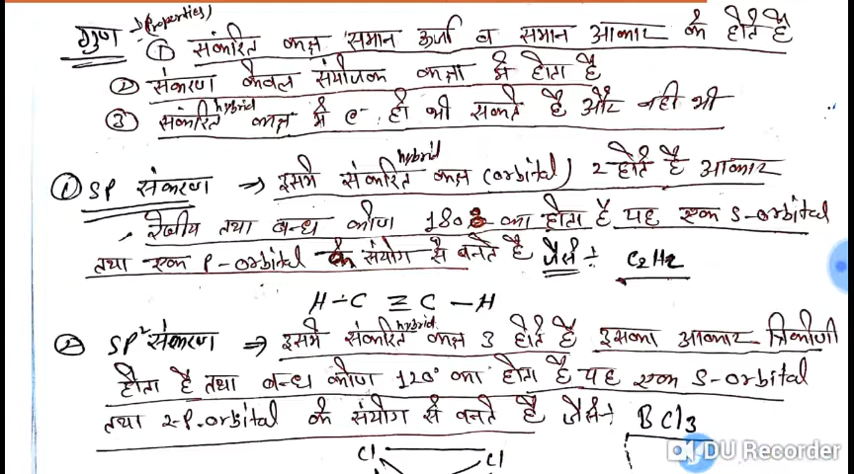 गुण → (Properties)
① संकरित कक्ष समान ऊर्जा व समान आकार के होते है
② संकरण केवल संयोजक कक्षा में होता है
③ संकरित hybrid कक्ष में e⁻ हो भी सकते है और नही भी
① SP संकरण ⇒ इसमे संकरित hybrid कक्ष (orbital) 2 होते है आकार
रेखीय तथा बन्ध कोण 180° का होता है यह एक S-orbital
तथा एक P-orbital के संयोग से बनते है जैसे ÷ C2H2
H-C≡C-H
② SP² संकरण ⇒ इसमे संकरित hybrid कक्ष 3 होते है इसका आकार त्रिकोणी
होता है तथा बन्ध कोण 120° का होता है यह एक S-orbital
तथा 2-P-orbital के संयोग से बनते है जैसे- BCl3
Cl Cl
DU Recorder